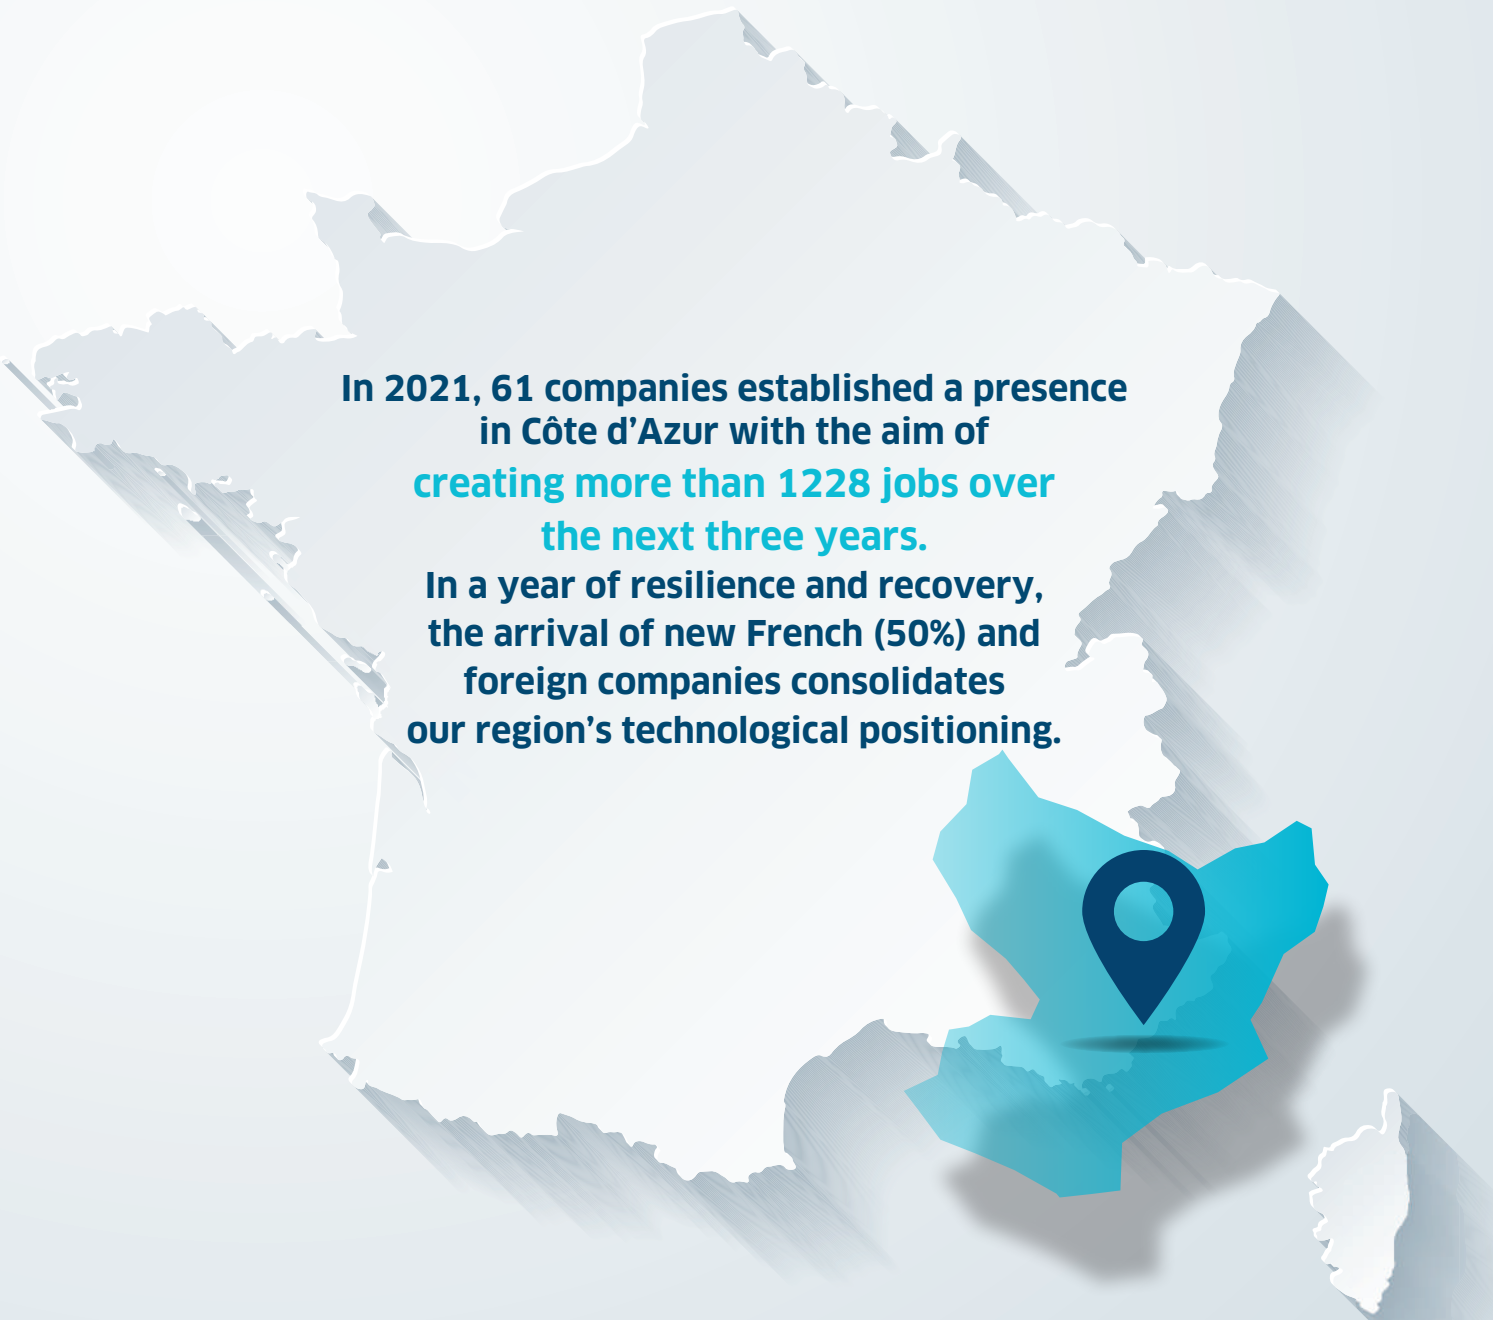 In 2021, 61 companies established a presence
in Côte d’Azur with the aim of
creating more than 1228 jobs over
the next three years.
In a year of resilience and recovery,
the arrival of new French (50%) and
foreign companies consolidates
our region’s technological positioning.